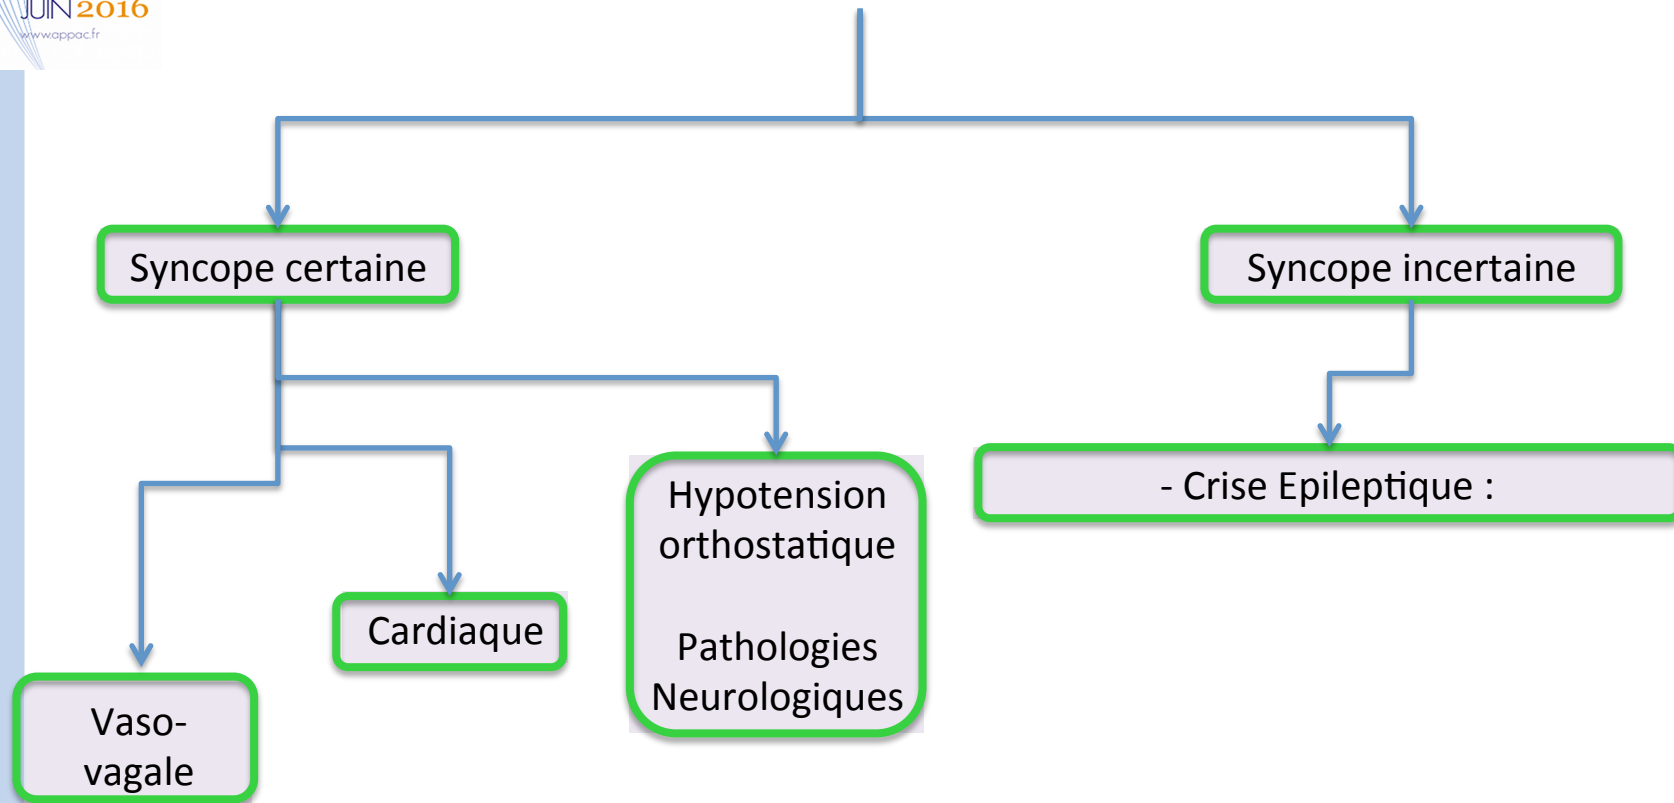 JUIN 2016
www.appac.fr
Syncope certaine
Syncope incertaine
- Crise Epileptique :
Hypotension
orthostatique
Pathologies
Neurologiques
Cardiaque
Vaso-
vagale